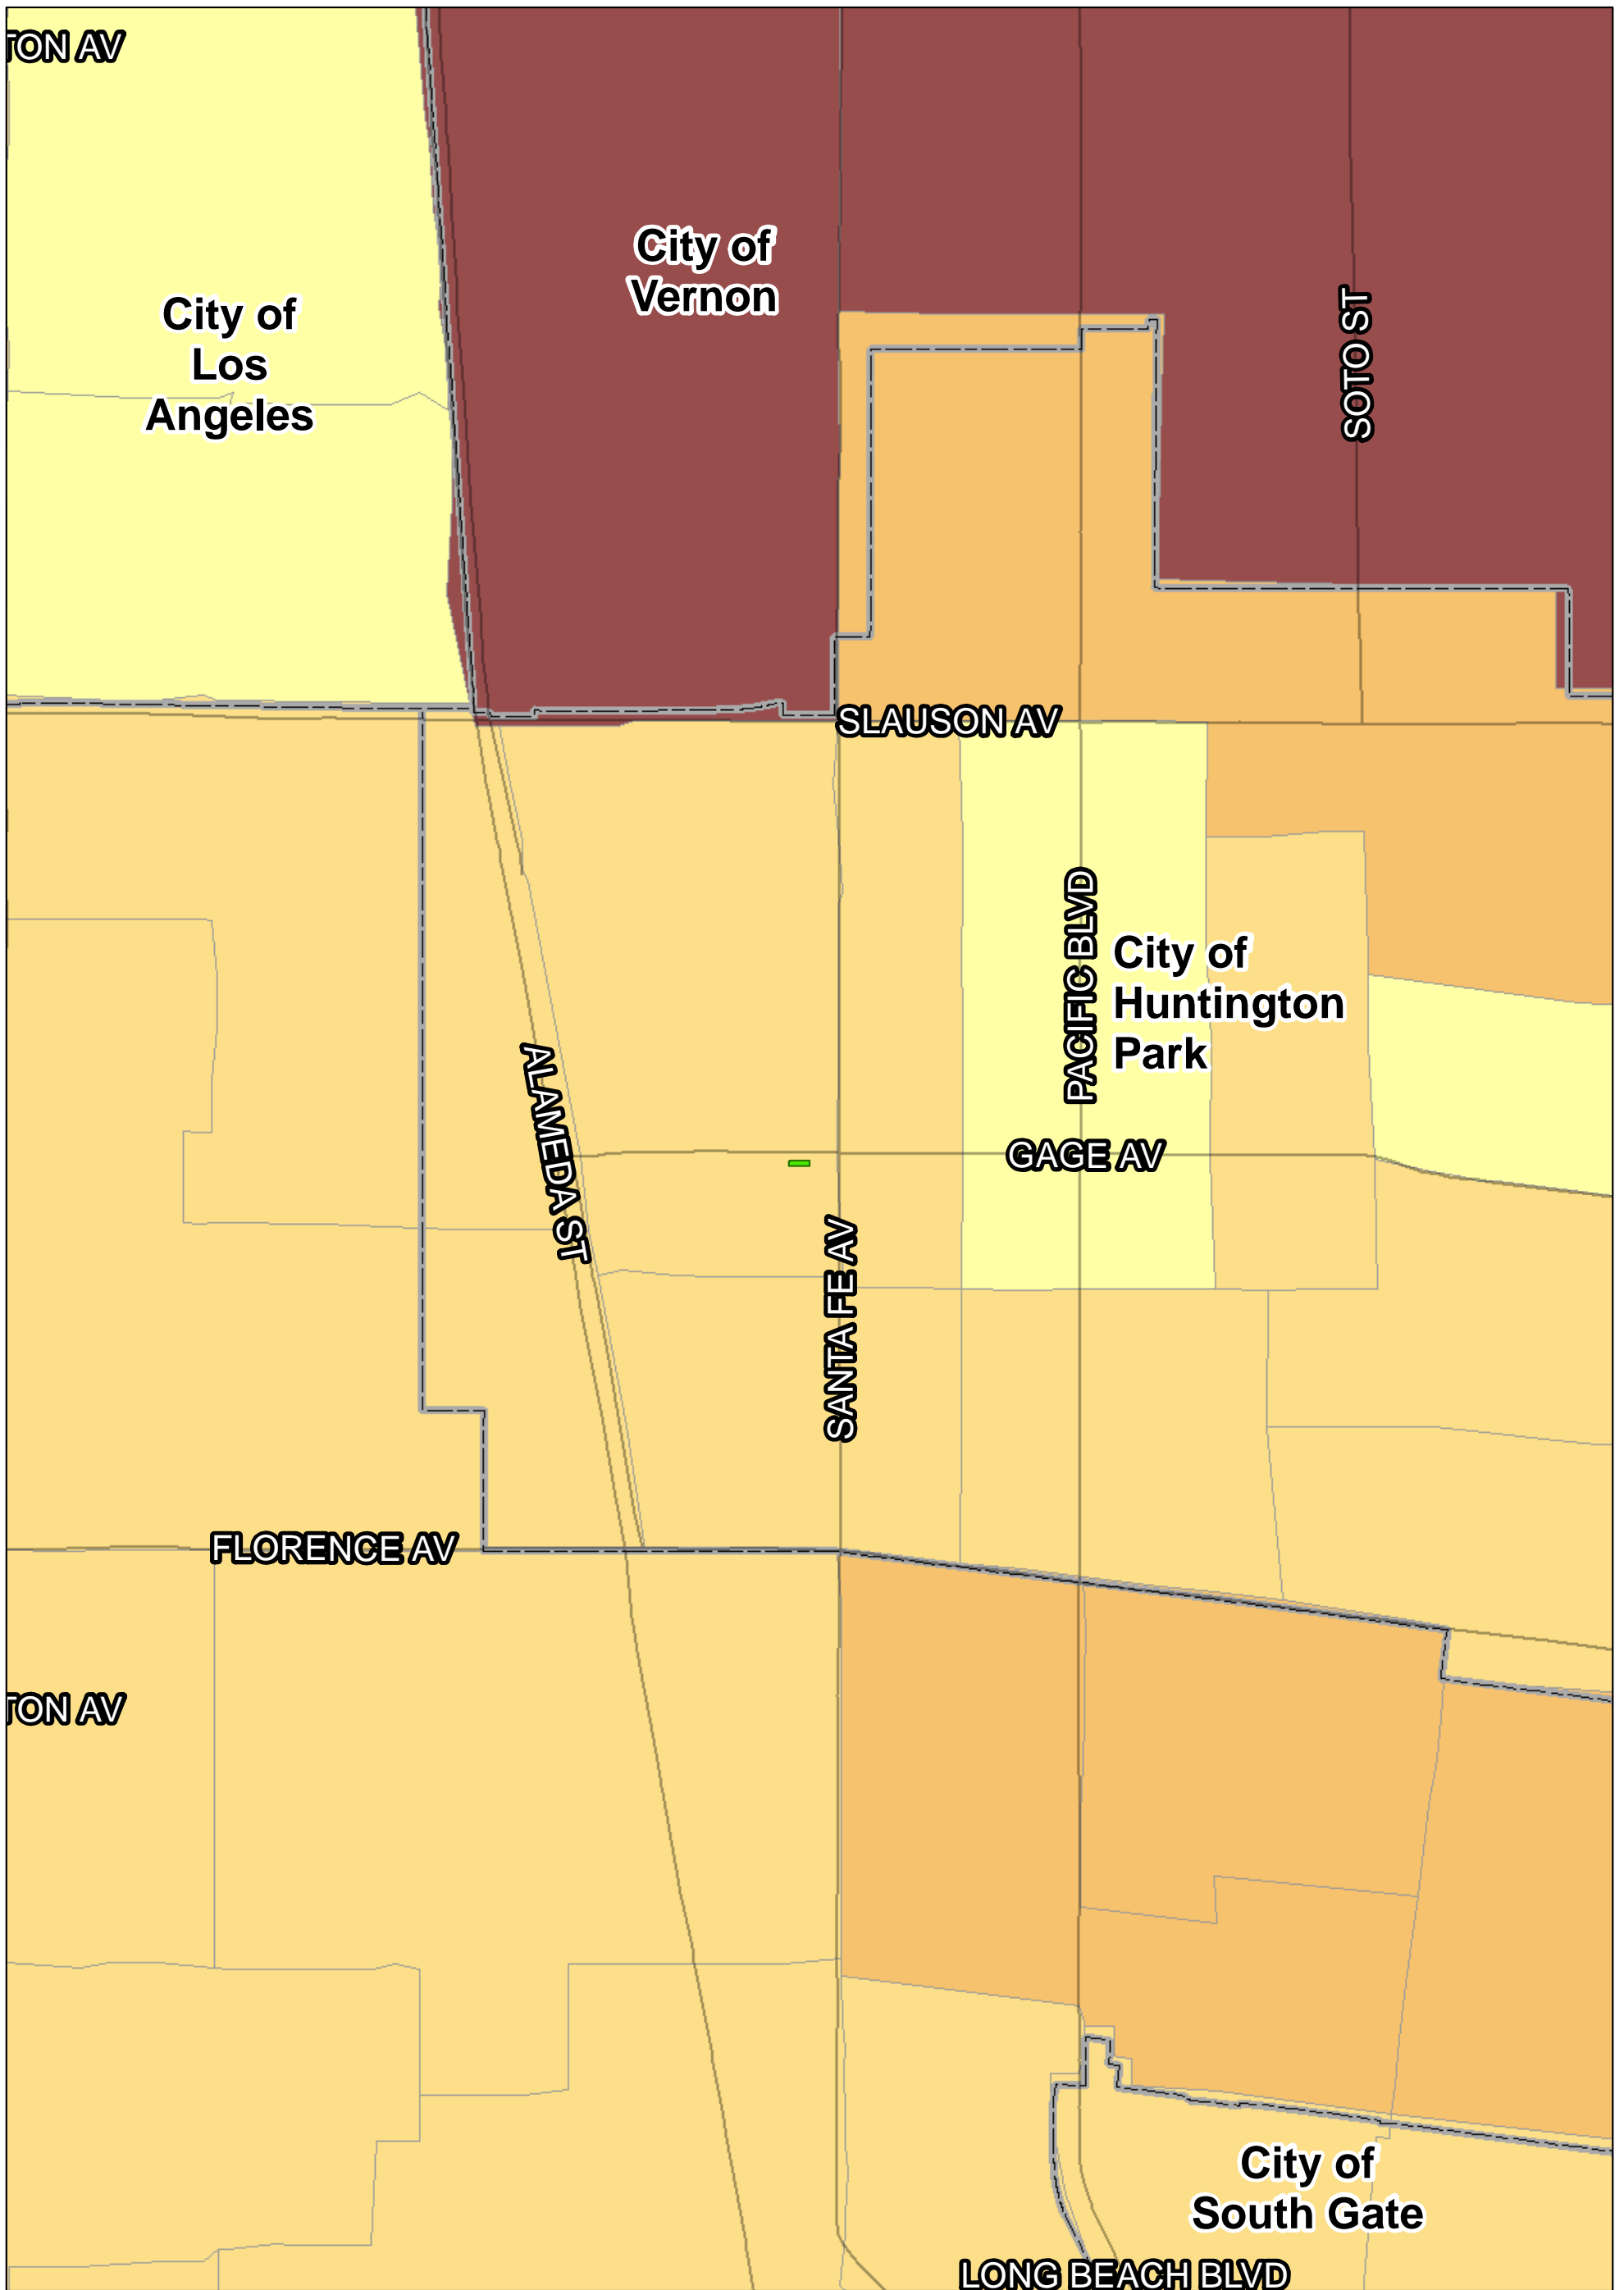 TON AV
City of
Vernon
City of
Los
Angeles
SOTO ST
SLAUSON AV
PACIFIC BLVD
City of
Huntington
Park
ALAMEDA ST
GAGE AV
SANTA FE AV
FLORENCE AV
TON AV
City of
South Gate
LONG BEACH BLVD